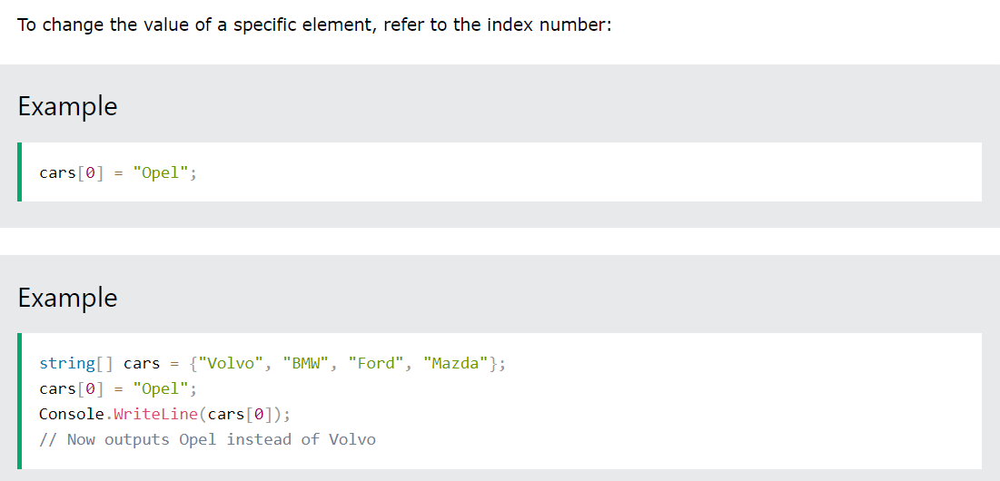 To change the value of a specific element, refer to the index number:
Example
cars[0] = "Opel";
Example
string[] cars = {"Volvo", "BMW", "Ford", "Mazda"};
cars[0] = "Opel";
Console.WriteLine(cars[0]);
// Now outputs Opel instead of Volvo